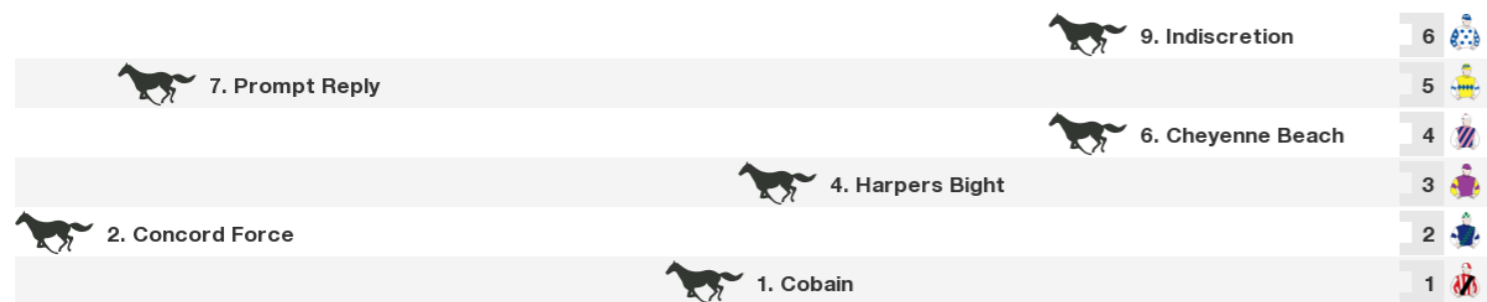 9. Indiscretion 6
7. Prompt Reply 5
6. Cheyenne Beach 4
4. Harpers Bight 3
2. Concord Force 2
1. Cobain 1